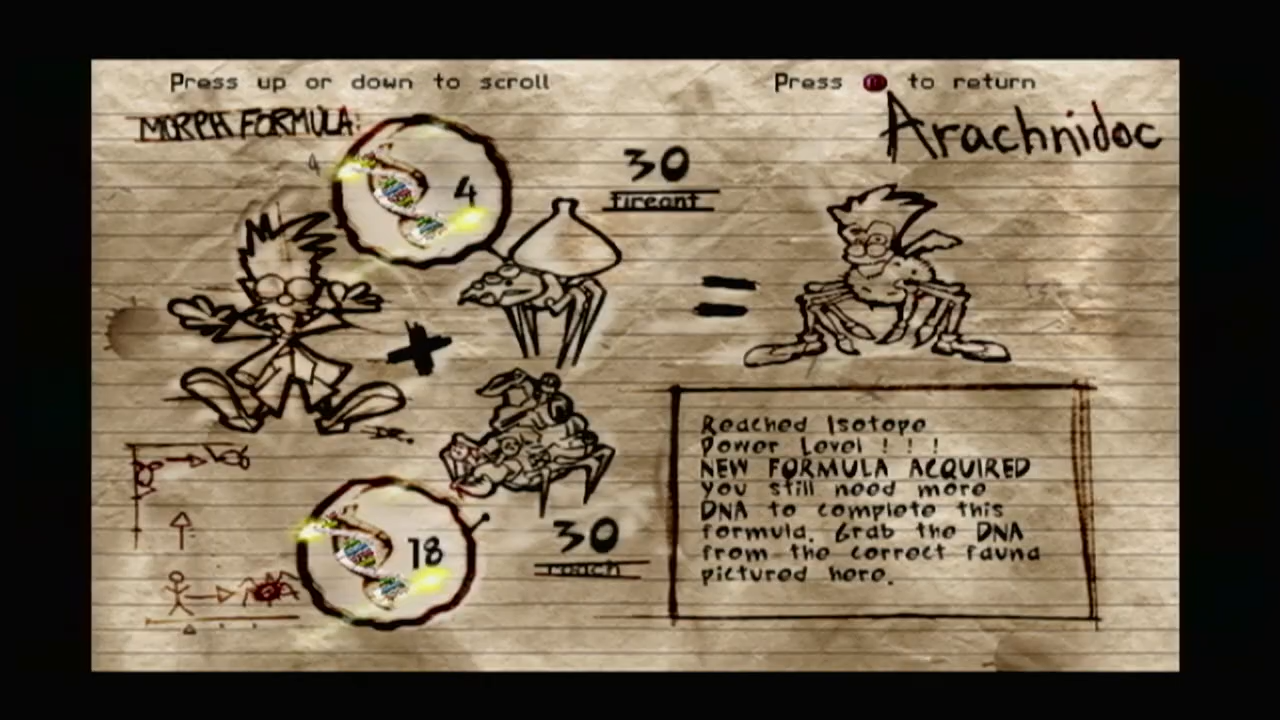 Press up or down to scroll
Press B to return
MORPH FORMULA:
Arachnidoc
4
4
30
fireant
18
30
roach
Reached Isotope
Power Level ! ! !
NEW FORMULA ACQUIRED
you still need more
DNA to complete this
formula. Grab the DNA
from the correct fauna
pictured here.